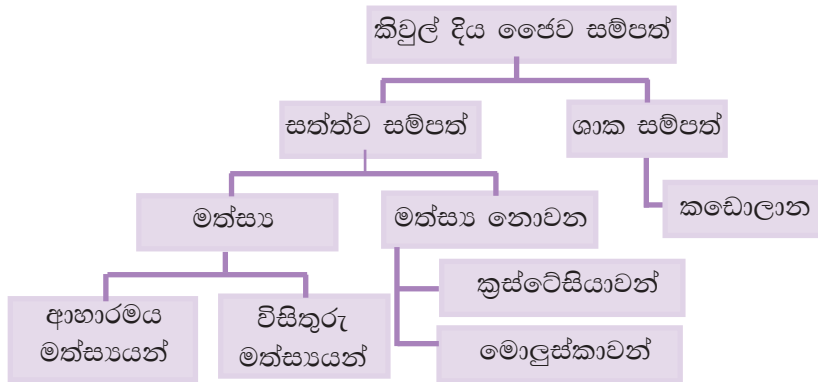 කිවුල් දිය ජෛව සම්පත්
සත්ත්ව සම්පත්
ශාක සම්පත්
මත්ස්‍ය
මත්ස්‍ය නොවන
කඩොලාන
ක්‍රස්ටේසියාවන්
ආහාරමය
මත්ස්‍යයන්
විසිතුරු
මත්ස්‍යයන්
මොලුස්කාවන්